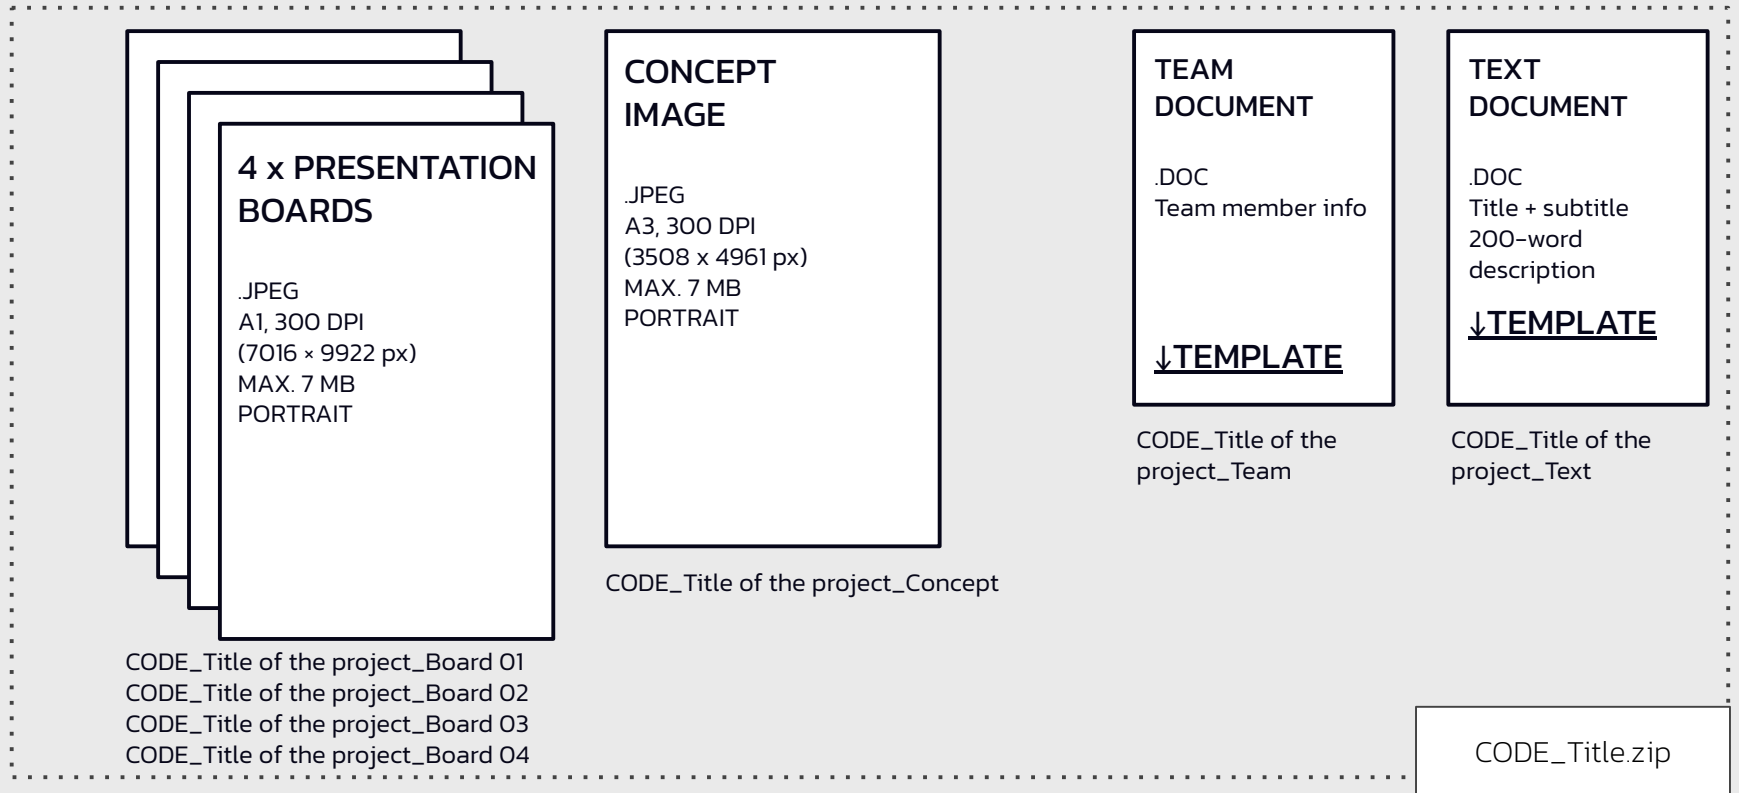 4 x PRESENTATION
BOARDS
.JPEG
A1, 300 DPI
(7016 × 9922 px)
MAX. 7 MB
PORTRAIT
CODE_Title of the project_Board 01
CODE_Title of the project_Board 02
CODE_Title of the project_Board 03
CODE_Title of the project_Board 04
CONCEPT
IMAGE
.JPEG
A3, 300 DPI
(3508 x 4961 px)
MAX. 7 MB
PORTRAIT
CODE_Title of the project_Concept
TEAM
DOCUMENT
.DOC
Team member info
↓TEMPLATE
CODE_Title of the
project_Team
TEXT
DOCUMENT
.DOC
Title + subtitle
200-word
description
↓TEMPLATE
CODE_Title of the
project_Text
CODE_Title.zip